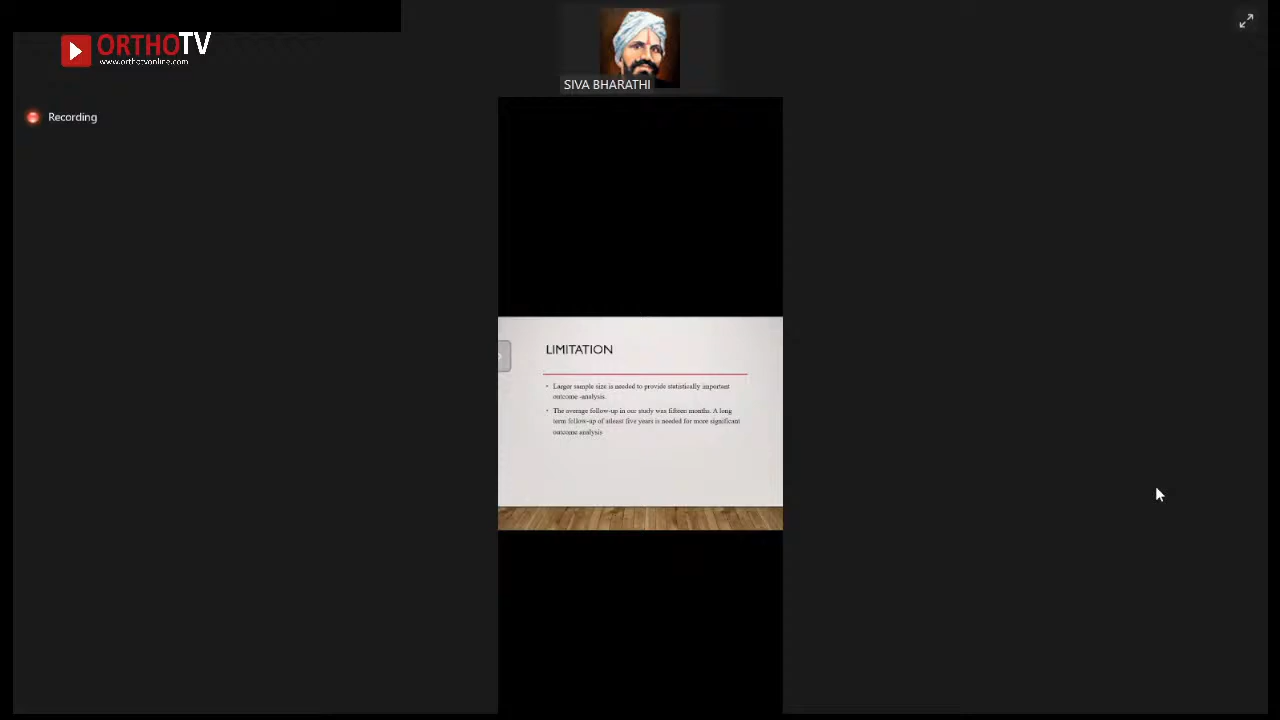 ORTHOTV
www.orthotvonline.com
SIVA BHARATHI
Recording
LIMITATION
• Larger sample size is needed to provide statistically important
outcome -analysis.
• The average follow-up in our study was fifteen months. A long
term follow-up of atleast five years is needed for more significant
outcome analysis